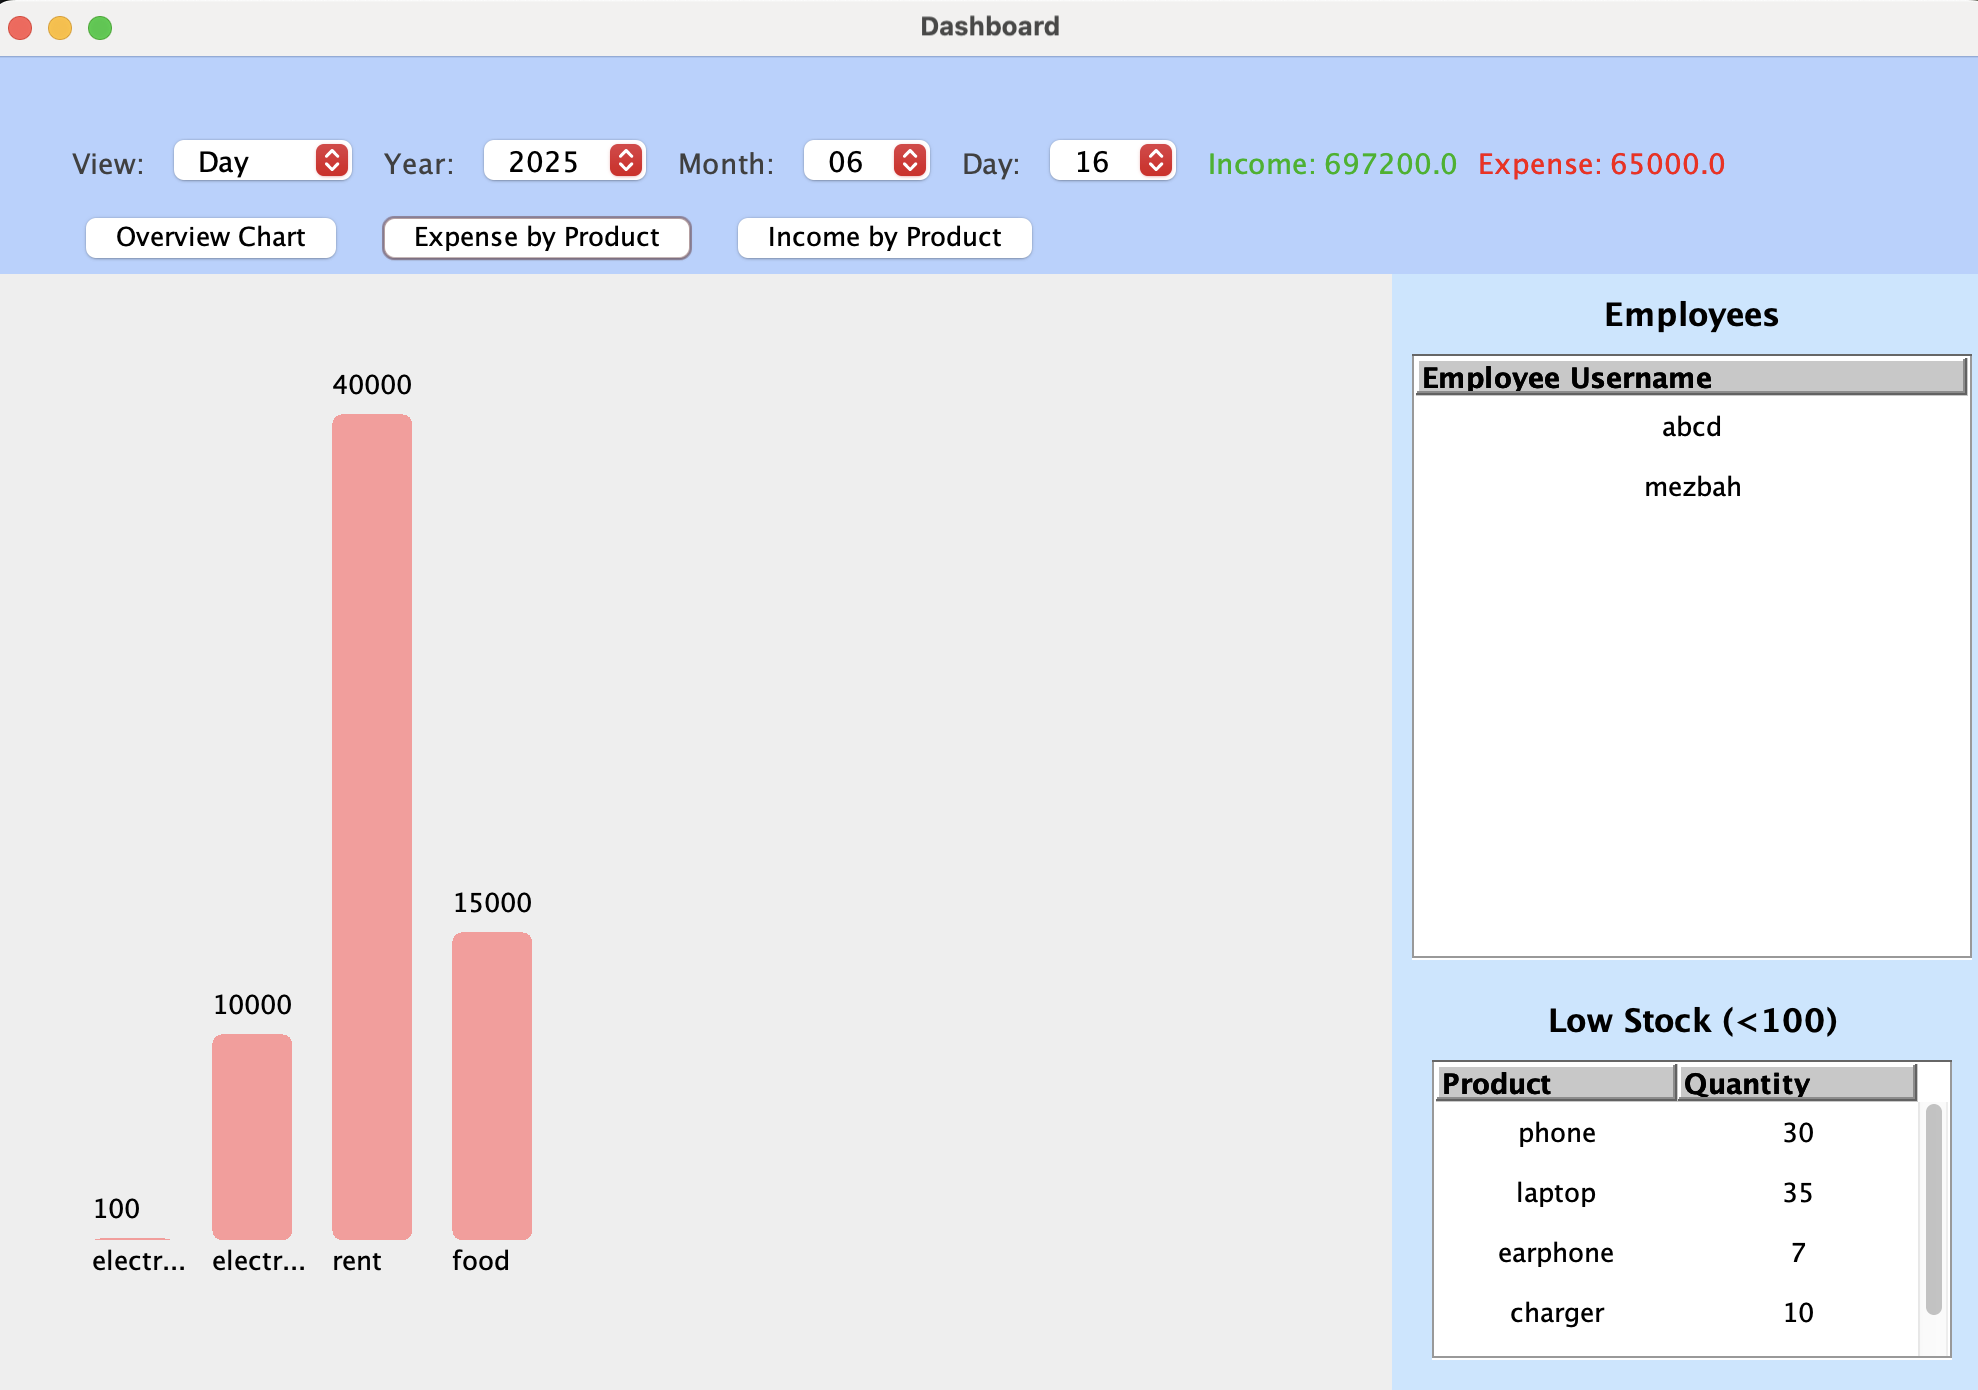 Dashboard
View: Day Year: 2025 Month: 06 Day: 16 Income: 697200.0 Expense: 65000.0
Overview Chart Expense by Product Income by Product
40000
15000
10000
100
electr... electr... rent food
Employees
Employee Username
abcd
mezbah
Low Stock (<100)
Product Quantity
phone 30
laptop 35
earphone 7
charger 10